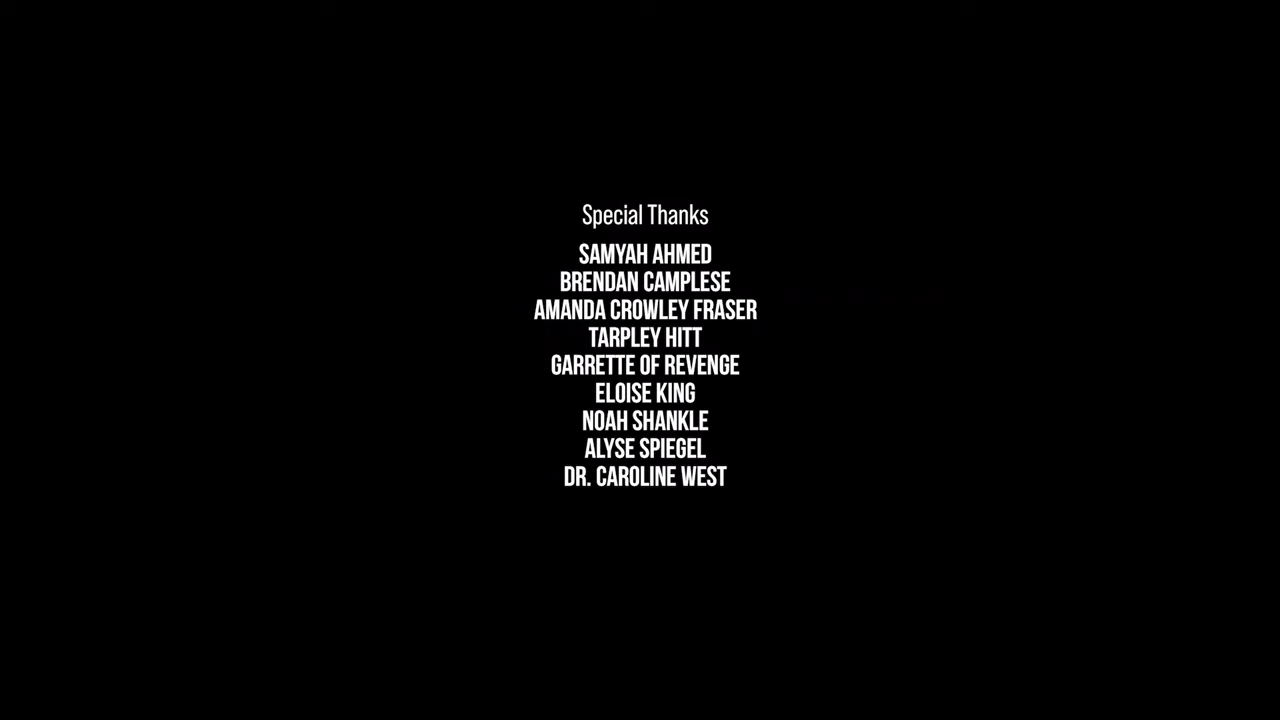 Special Thanks
SAMYAH AHMED
BRENDAN CAMPLESE
AMANDA CROWLEY FRASER
TARPLEY HITT
GARRETTE OF REVENGE
ELOISE KING
NOAH SHANKLE
ALYSE SPIEGEL
DR. CAROLINE WEST